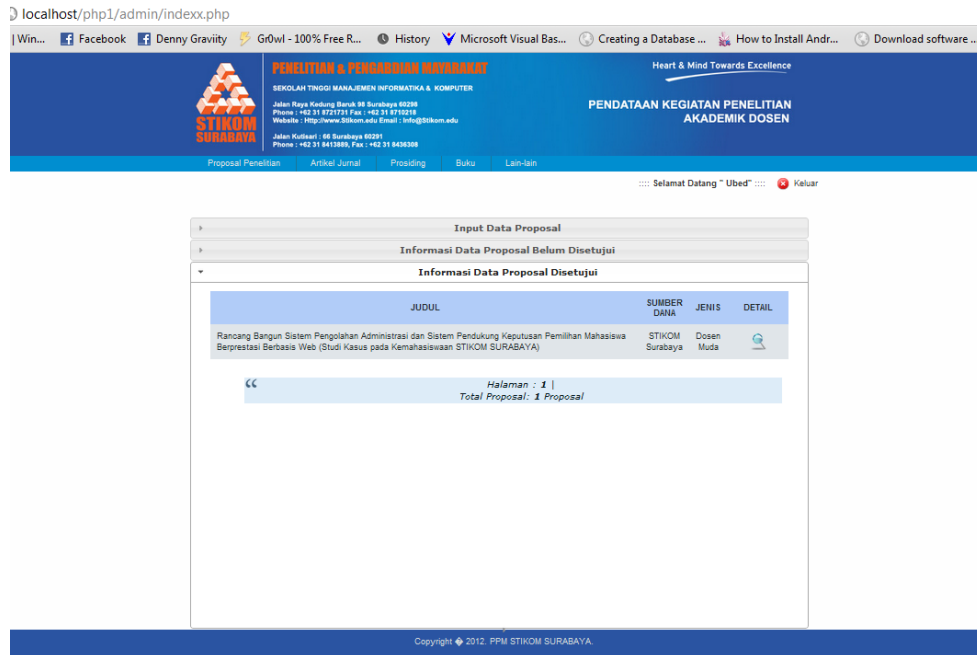 localhost/php1/admin/indexx.php
| Win... Facebook Denny Graviity Gr0wl - 100% Free R... History Microsoft Visual Bas... Creating a Database ... How to Install Andr... Download software ...
STIKOM
SURABAYA
PENELITIAN & PENGABDIAN MAYARAKAT
SEKOLAH TINGGI MANAJEMEN INFORMATIKA & KOMPUTER
Jalan Raya Kedung Baruk 98 Surabaya 60298
Phone : +62 31 8721731 Fax : +62 31 8710218
Website : Http://www.Stikom.edu Email : Info@Stikom.edu
Jalan Kutisari : 66 Surabaya 60291
Phone : +62 31 8413889, Fax : +62 31 8436308
Heart & Mind Towards Excellence
PENDATAAN KEGIATAN PENELITIAN
AKADEMIK DOSEN
Proposal Penelitian Artikel Jurnal Prosiding Buku Lain-lain
:::: Selamat Datang " Ubed" :::: Keluar
Input Data Proposal
Informasi Data Proposal Belum Disetujui
Informasi Data Proposal Disetujui
JUDUL SUMBER DANA JENIS DETAIL
Rancang Bangun Sistem Pengolahan Administrasi dan Sistem Pendukung Keputusan Pemilihan Mahasiswa
Berprestasi Berbasis Web (Studi Kasus pada Kemahasiswaan STIKOM SURABAYA)
STIKOM
Surabaya
Dosen
Muda
Halaman : 1 |
Total Proposal: 1 Proposal
Copyright � 2012. PPM STIKOM SURABAYA.